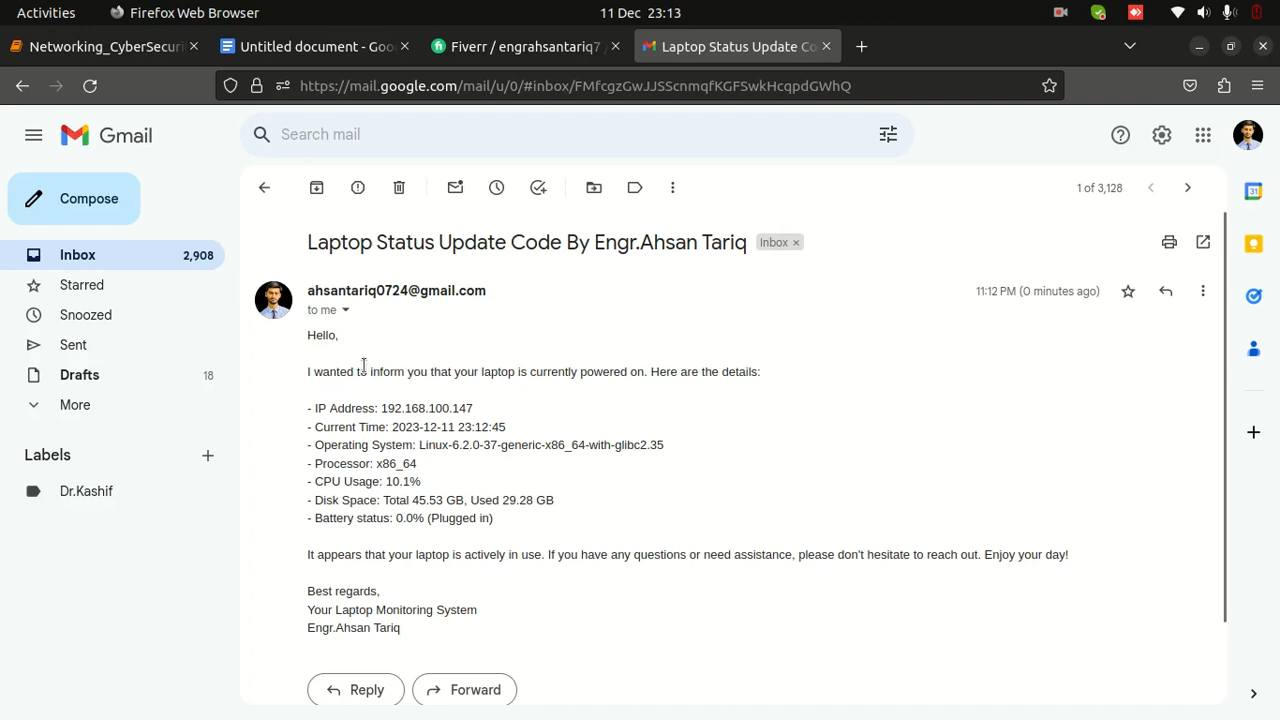 Activities Firefox Web Browser 11 Dec 23:13
Networking_CyberSecuri Untitled document - Goo Fiverr / engrahsantariq7 Laptop Status Update Co
https://mail.google.com/mail/u/0/#inbox/FMfcgzGwJJSScnmqfKGFSwkHcqpdGWhQ
Gmail Search mail
Compose
1 of 3,128
Inbox 2,908
Starred
Snoozed
Sent
Drafts 18
More
Labels
Dr.Kashif
31
Laptop Status Update Code By Engr.Ahsan Tariq Inbox
ahsantariq0724@gmail.com 11:12 PM (0 minutes ago)
to me
Hello,
I wanted to inform you that your laptop is currently powered on. Here are the details:
- IP Address: 192.168.100.147
- Current Time: 2023-12-11 23:12:45
- Operating System: Linux-6.2.0-37-generic-x86_64-with-glibc2.35
- Processor: x86_64
- CPU Usage: 10.1%
- Disk Space: Total 45.53 GB, Used 29.28 GB
- Battery status: 0.0% (Plugged in)
It appears that your laptop is actively in use. If you have any questions or need assistance, please don't hesitate to reach out. Enjoy your day!
Best regards,
Your Laptop Monitoring System
Engr.Ahsan Tariq
Reply Forward